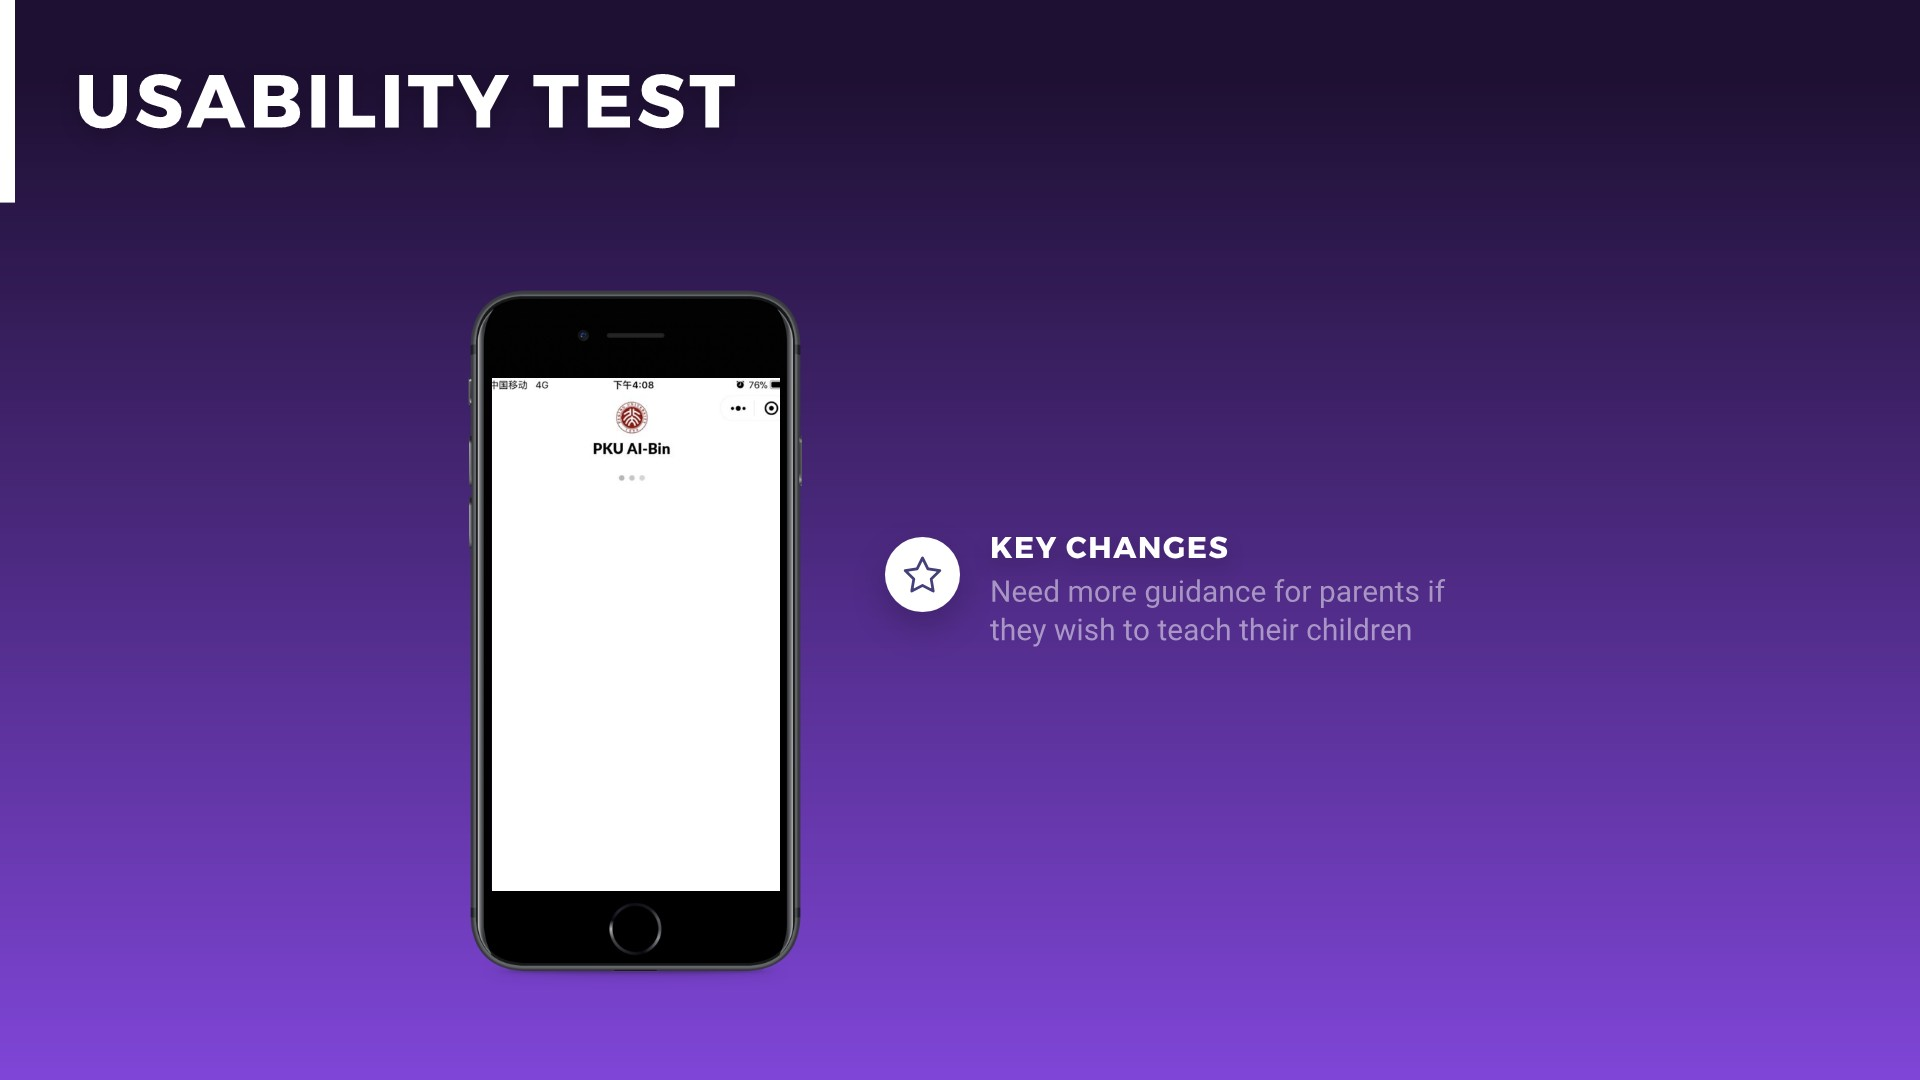 USABILITY TEST
中国移动 4G 下午4:08 76%
PKU AI-Bin
KEY CHANGES
Need more guidance for parents if
they wish to teach their children